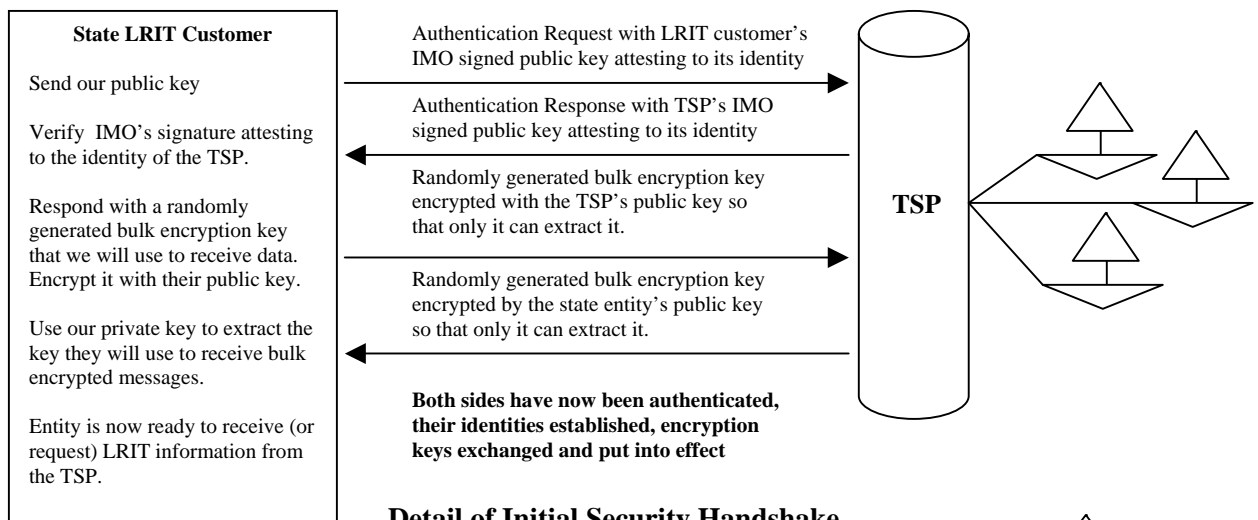 State LRIT Customer
Send our public key
Verify IMO's signature attesting
to the identity of the TSP.
Respond with a randomly
generated bulk encryption key
that we will use to receive data.
Encrypt it with their public key.
Use our private key to extract the
key they will use to receive bulk
encrypted messages.
Entity is now ready to receive (or
request) LRIT information from
the TSP.
Authentication Request with LRIT customer's
IMO signed public key attesting to its identity
Authentication Response with TSP's IMO
signed public key attesting to its identity
Randomly generated bulk encryption key
encrypted with the TSP's public key so
that only it can extract it.
Randomly generated bulk encryption key
encrypted by the state entity's public key
so that only it can extract it.
Both sides have now been authenticated,
their identities established, encryption
keys exchanged and put into effect
TSP
Detail of Initial Security Handshake